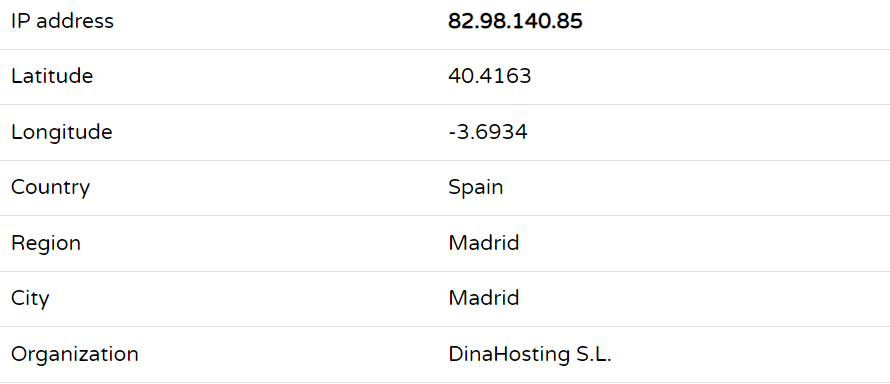 IP address 82.98.140.85
Latitude 40.4163
Longitude -3.6934
Country Spain
Region Madrid
City Madrid
Organization DinaHosting S.L.